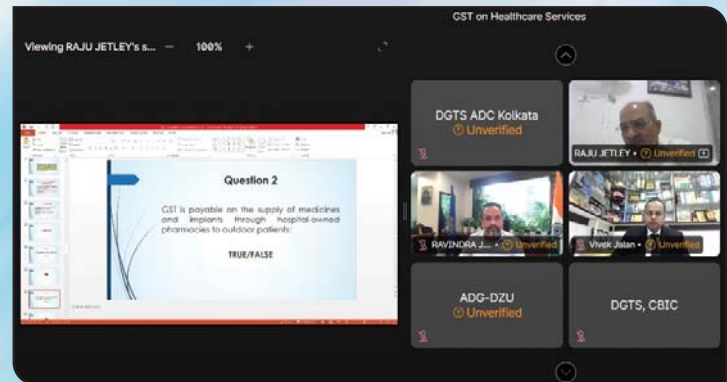 GST on Healthcare Services
Viewing RAJU JETLEY's s... — 100% +
Question 2
GST is payable on the supply of medicines
and implants through hospital-owned
pharmacies to outdoor patients:
TRUE/FALSE
DGTS ADC Kolkata
Unverified
RAJU JETLEY • Unverified
RAVINDRA J... • Unverified
Vivek Jalan • Unverified
ADG-DZU
Unverified
DGTS, CBIC